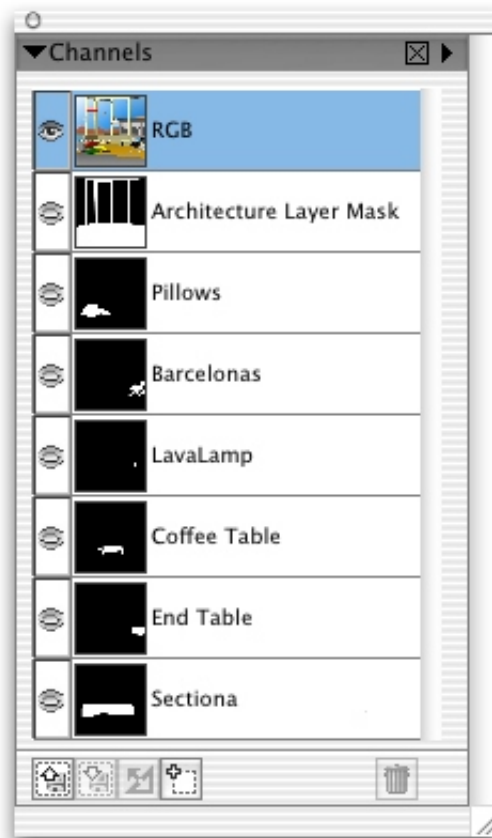 Channels
RGB
Architecture Layer Mask
Pillows
Barcelonas
LavaLamp
Coffee Table
End Table
Sectiona